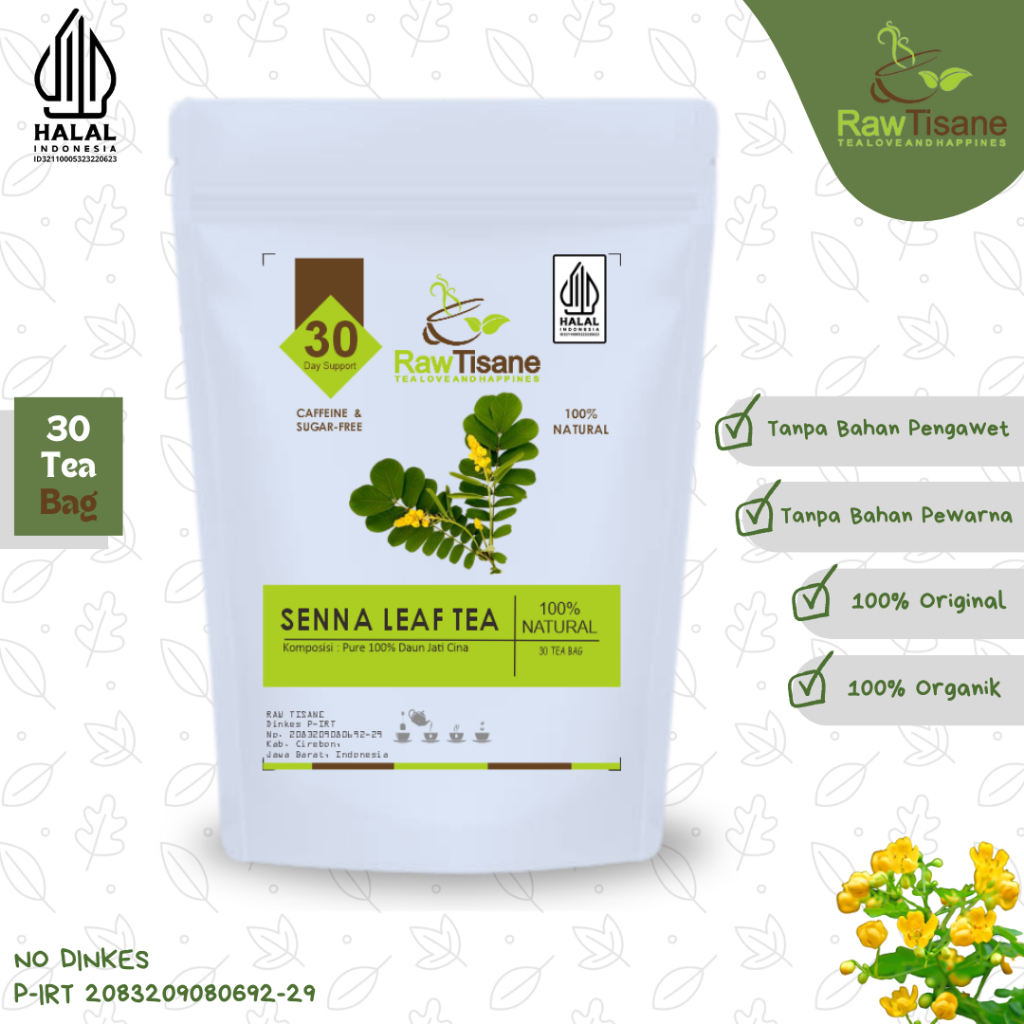 HALAL
INDONESIA
ID32110005323220623
RawTisane
TEALOVEANDHAPPINES
30
Day Support
RawTisane
TEALOVEANDHAPPINES
HALAL
INDONESIA
CAFFEINE &
SUGAR-FREE
100%
NATURAL
30
Tea
Bag
Tanpa Bahan Pengawet
Tanpa Bahan Pewarna
100% Original
100% Organik
SENNA LEAF TEA
Komposisi : Pure 100% Daun Jati Cina
100%
NATURAL
30 TEA BAG
RAW TISANE
Dinkes P-IRT
No. 2083209080692-29
Kab. Cirebon,
Jawa Barat, Indonesia
NO DINKES
P-IRT 2083209080692-29